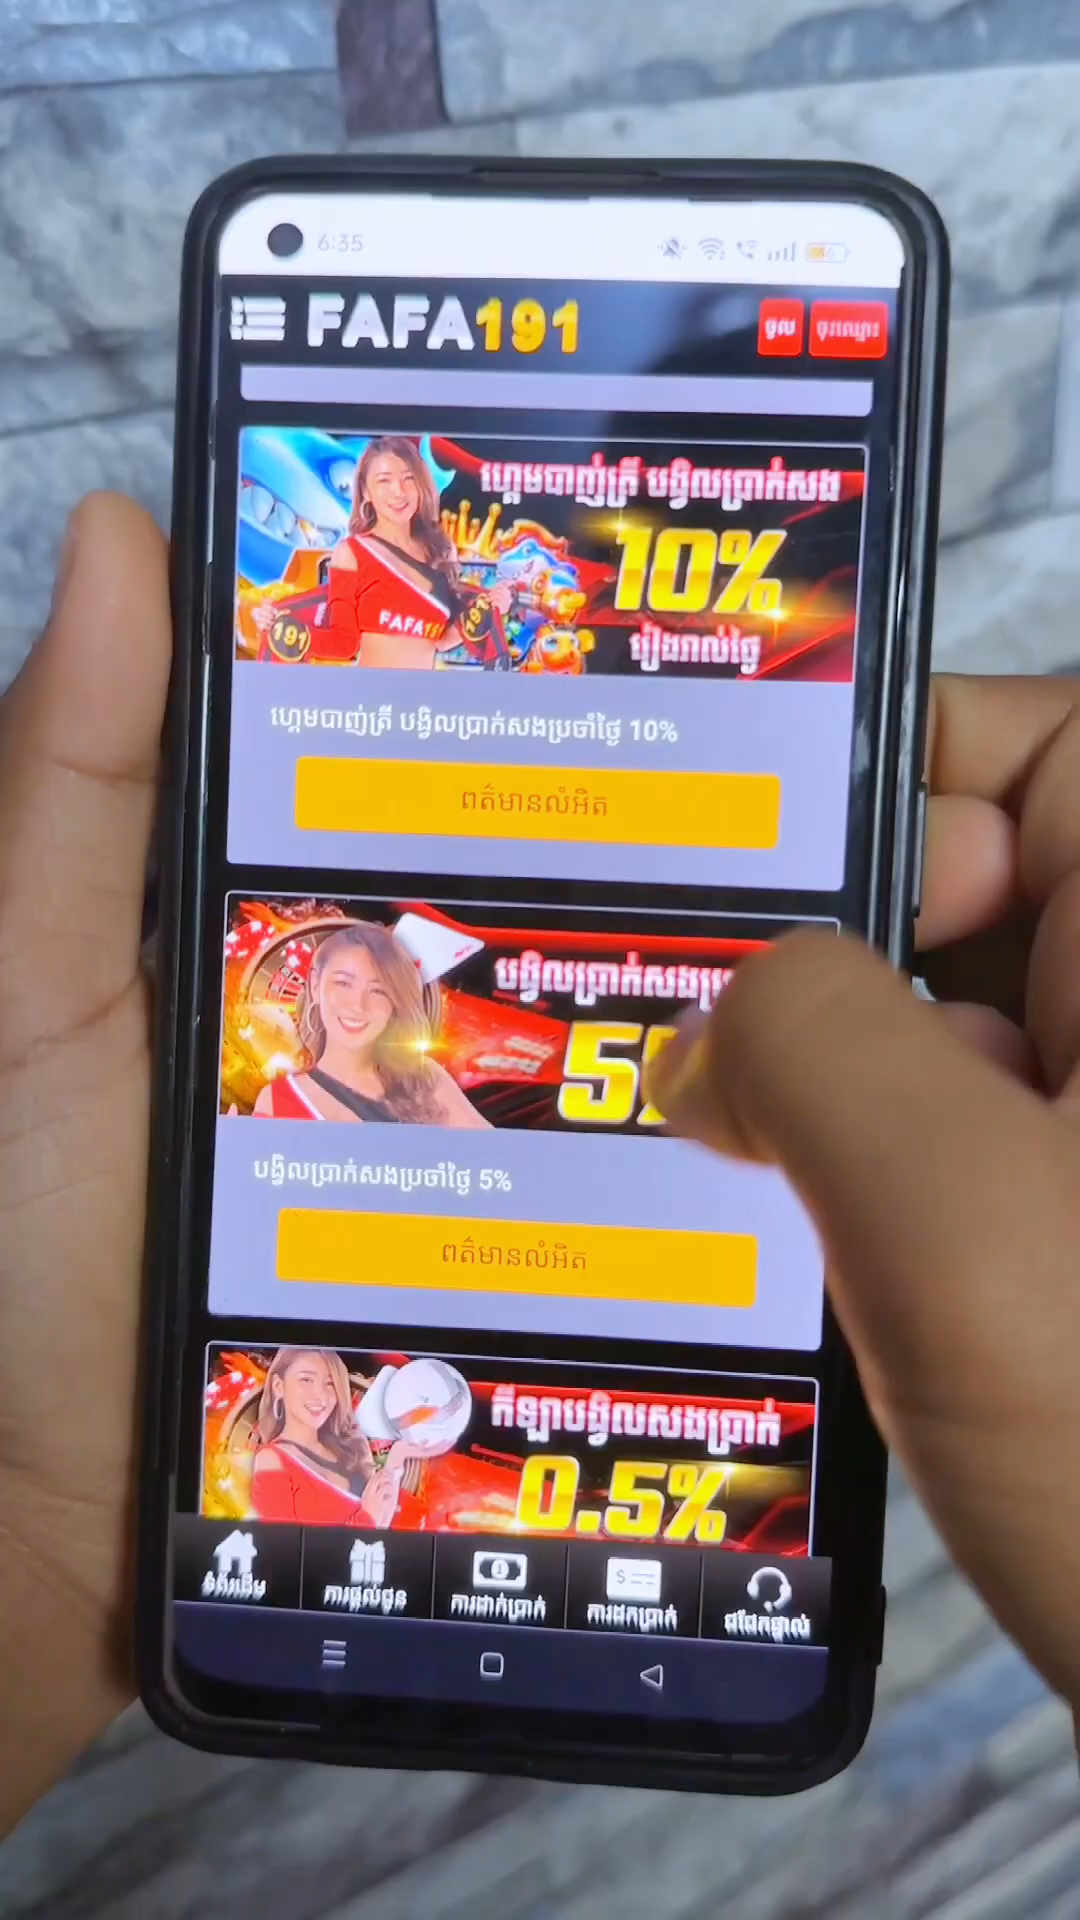 6:35
FAFA191
ចូល
ចុះឈ្មោះ
ហ្គេមបាញ់ត្រី បង្វិលប្រាក់សង
10%
រៀងរាល់ថ្ងៃ
FAFA191
191
191
ហ្គេមបាញ់ត្រី បង្វិលប្រាក់សងប្រចាំថ្ងៃ 10%
ពត៌មានលំអិត
បង្វិលប្រាក់សង
5%
បង្វិលប្រាក់សងប្រចាំថ្ងៃ 5%
ពត៌មានលំអិត
កីឡាបង្វិលសងប្រាក់
0.5%
ទំព័រដើម
ការផ្តល់ជូន
ការដាក់ប្រាក់
ការដកប្រាក់
ជជែកផ្ទាល់